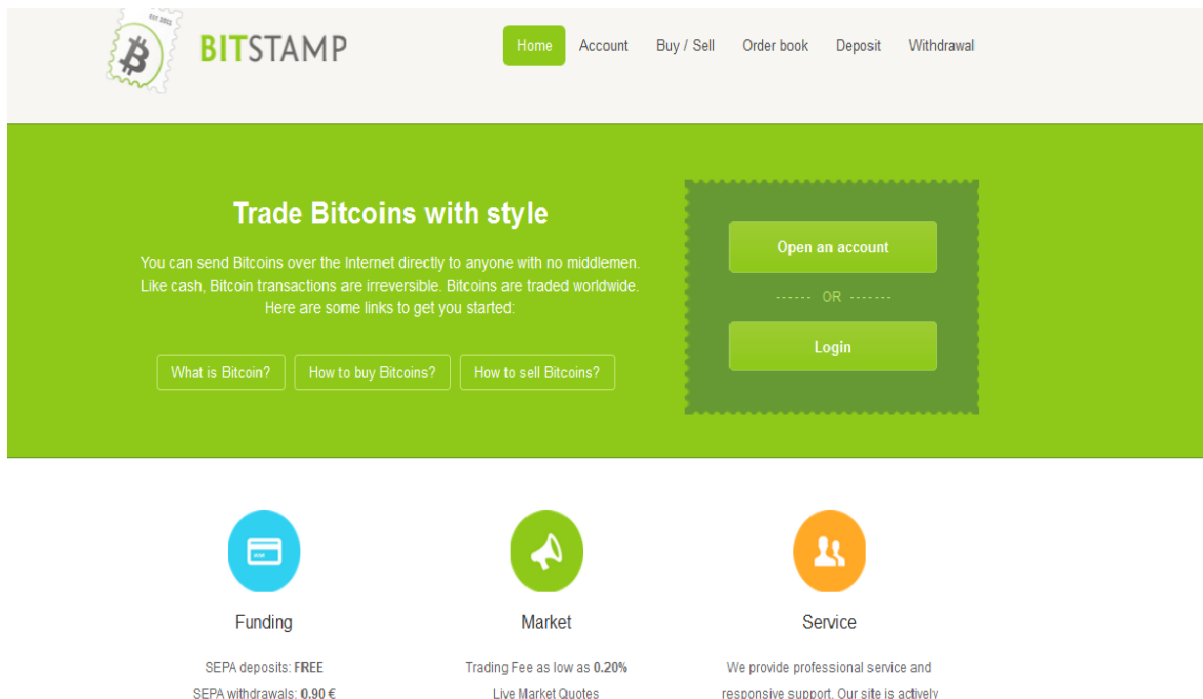 EST. 2011
BITSTAMP
Home Account Buy / Sell Order book Deposit Withdrawal
Trade Bitcoins with style
You can send Bitcoins over the Internet directly to anyone with no middlemen.
Like cash, Bitcoin transactions are irreversible. Bitcoins are traded worldwide.
Here are some links to get you started:
What is Bitcoin? How to buy Bitcoins? How to sell Bitcoins?
Open an account
------ OR -------
Login
Funding
SEPA deposits: FREE
SEPA withdrawals: 0.90 €
Market
Trading Fee as low as 0.20%
Live Market Quotes
Service
We provide professional service and
responsive support. Our site is actively